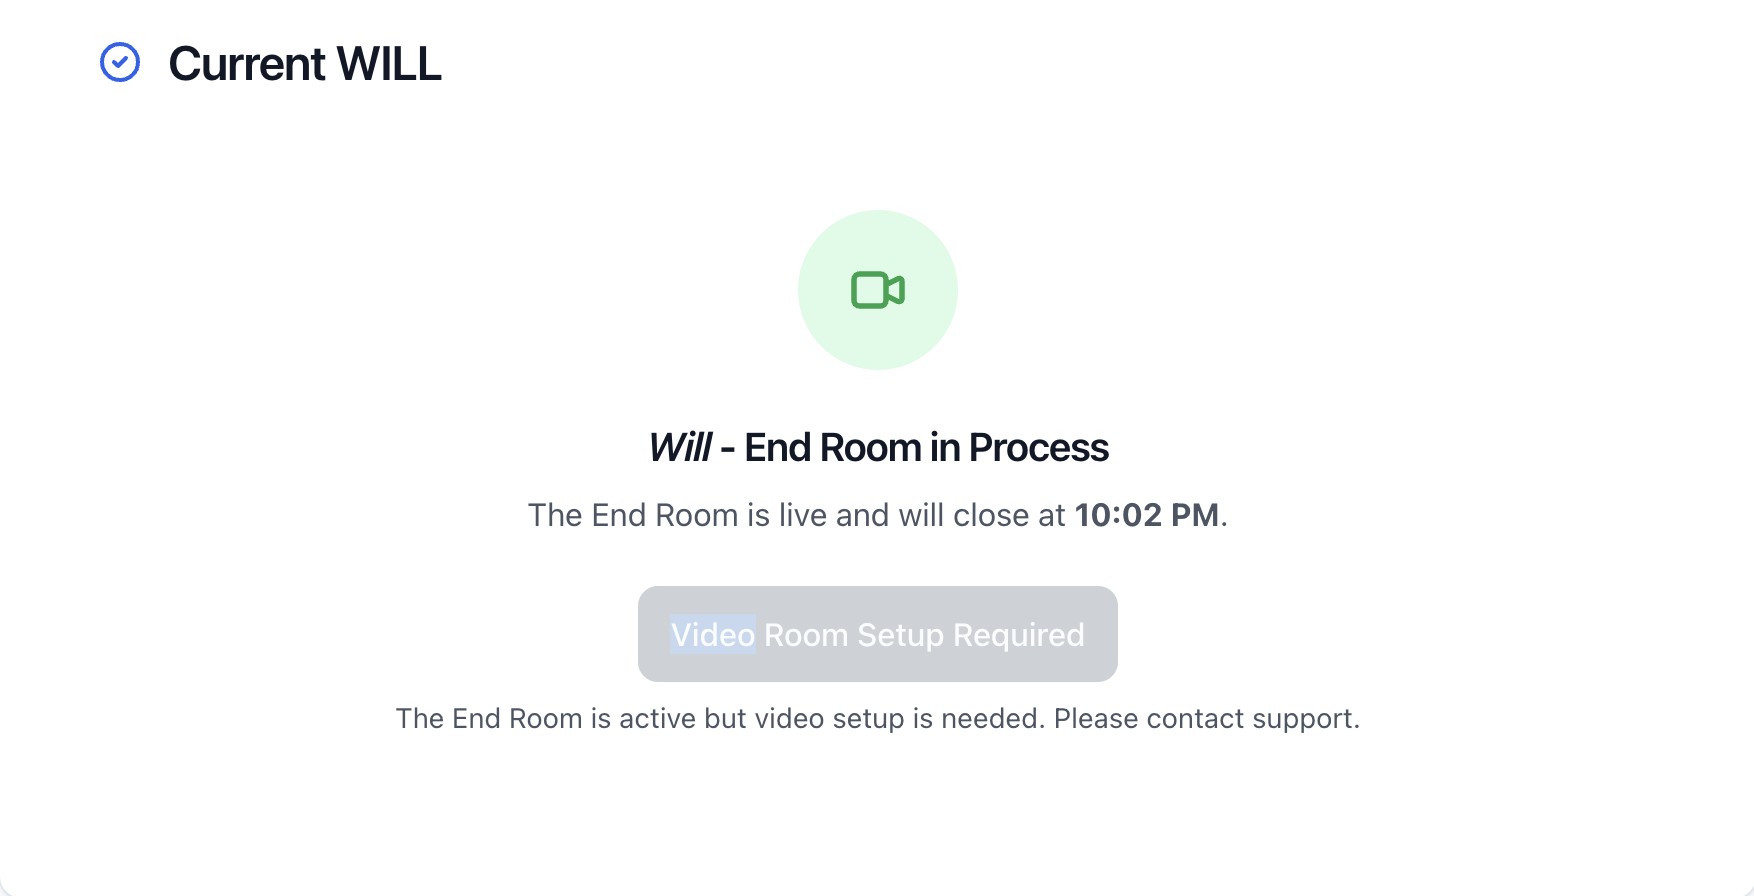 Current WILL
Will - End Room in Process
The End Room is live and will close at 10:02 PM.
Video Room Setup Required
The End Room is active but video setup is needed. Please contact support.